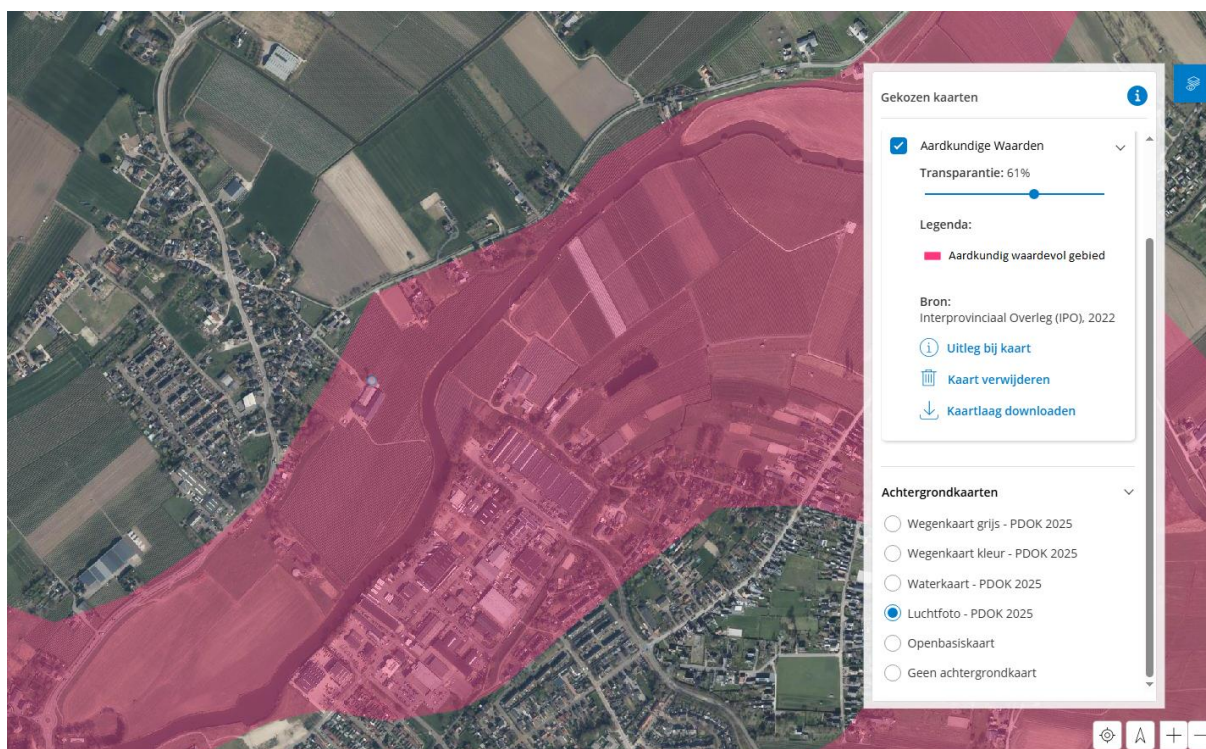 Gekozen kaarten
Aardkundige Waarden
Transparantie: 61%
Legenda:
Aardkundig waardevol gebied
Bron:
Interprovinciaal Overleg (IPO), 2022
Uitleg bij kaart
Kaart verwijderen
Kaartlaag downloaden
Achtergrondkaarten
Wegenkaart grijs - PDOK 2025
Wegenkaart kleur - PDOK 2025
Waterkaart - PDOK 2025
Luchtfoto - PDOK 2025
Openbasiskaart
Geen achtergrondkaart